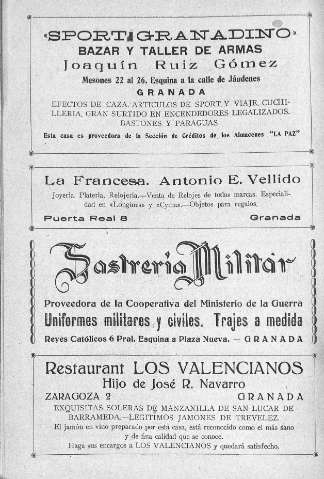 «SPORT GRANADINO»
BAZAR Y TALLER DE ARMAS
Joaquín Ruiz Gómez
Mesones 22 al 26. Esquina a la calle de Jáudenes
GRANADA
EFECTOS DE CAZA. ARTICULOS DE SPORT Y VIAJE. CUCHI-
LLERIA, GRAN SURTIDO EN ENCENDEDORES LEGALIZADOS.
BASTONES Y PARAGUAS
Esta casa es proveedora de la Sección de Créditos de los Almacenes "LA PAZ"
La Francesa. Antonio E. Vellido
Joyería. Platería. Relojería.—Venta de Relojes de todas marcas. Especiali-
dad en «Longines» y «Cyma».—Objetos para regalos.
Puerta Real 8 Granada
Sastrería Militar
Proveedora de la Cooperativa del Ministerio de la Guerra
Uniformes militares y civiles. Trajes a medida
Reyes Católicos 6 Pral. Esquina a Plaza Nueva. — GRANADA
Restaurant LOS VALENCIANOS
Hijo de José R. Navarro
ZARAGOZA 2 GRANADA
EXQUISITAS SOLERAS DE MANZANILLA DE SAN LUCAR DE
BARRAMEDA.—LEGITIMOS JAMONES DE TREVELEZ
El jamón en vino preparado por esta casa, está reconocido como el más sano
y de fina calidad que se conoce.
Haga sus encargos a LOS VALENCIANOS y quedará satisfecho.